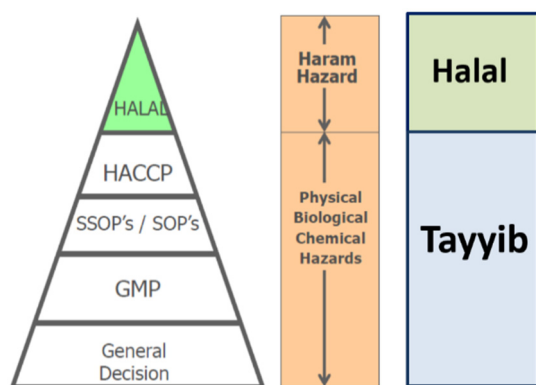 HALAL
HACCP
SSOP's / SOP's
GMP
General
Decision
Haram
Hazard
Physical
Biological
Chemical
Hazards
Halal
Tayyib